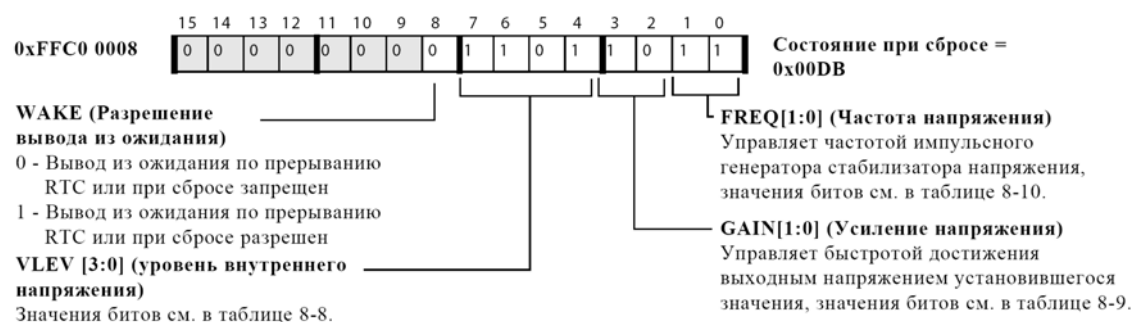 15 14 13 12 11 10 9 8 7 6 5 4 3 2 1 0
0xFFC0 0008
0 0 0 0 0 0 0 0 1 1 0 1 1 0 1 1
Состояние при сбросе =
0x00DB
WAKE (Разрешение
вывода из ожидания)
0 - Вывод из ожидания по прерыванию
RTC или при сбросе запрещен
1 - Вывод из ожидания по прерыванию
RTC или при сбросе разрешен
VLEV [3:0] (уровень внутреннего
напряжения)
Значения битов см. в таблице 8-8.
FREQ[1:0] (Частота напряжения)
Управляет частотой импульсного
генератора стабилизатора напряжения,
значения битов см. в таблице 8-10.
GAIN[1:0] (Усиление напряжения)
Управляет быстротой достижения
выходным напряжением установившегося
значения, значения битов см. в таблице 8-9.